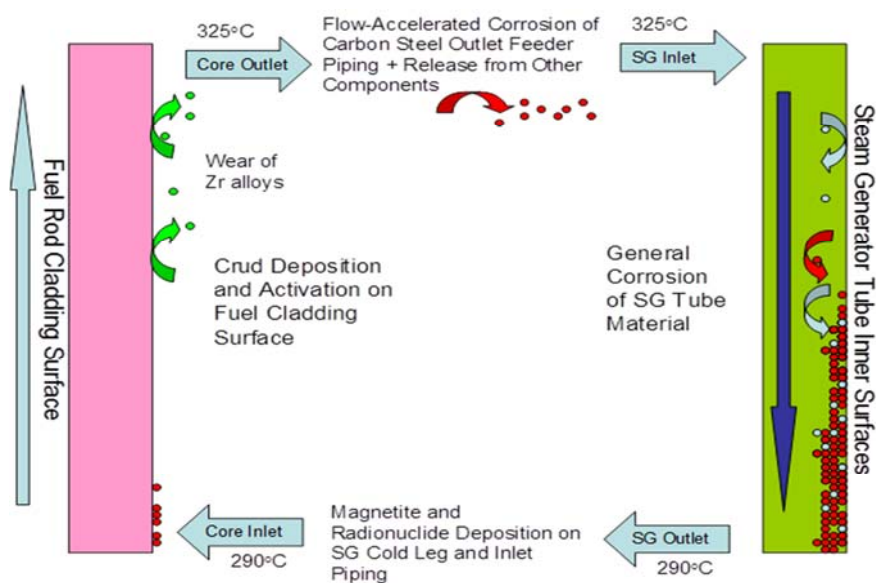 325°C
Core Outlet
Flow-Accelerated Corrosion of
Carbon Steel Outlet Feeder
Piping + Release from Other
Components
325°C
SG Inlet
Fuel Rod Cladding Surface
Wear of
Zr alloys
Crud Deposition
and Activation on
Fuel Cladding
Surface
General
Corrosion
of SG Tube
Material
Steam Generator Tube Inner Surfaces
Core Inlet
290°C
Magnetite and
Radionuclide Deposition on
SG Cold Leg and Inlet
Piping
SG Outlet
290°C